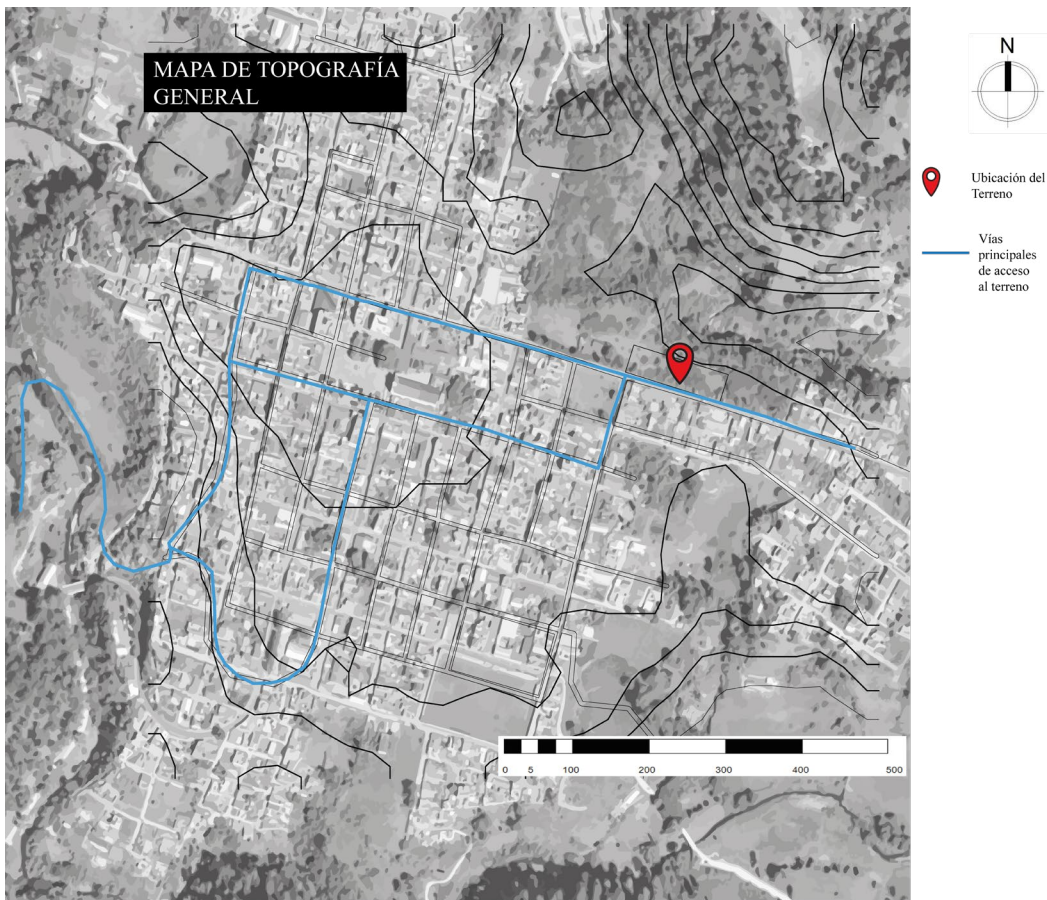 MAPA DE TOPOGRAFÍA
GENERAL
N
Ubicación del
Terreno
Vías
principales
de acceso
al terreno
0 5 100 200 300 400 500